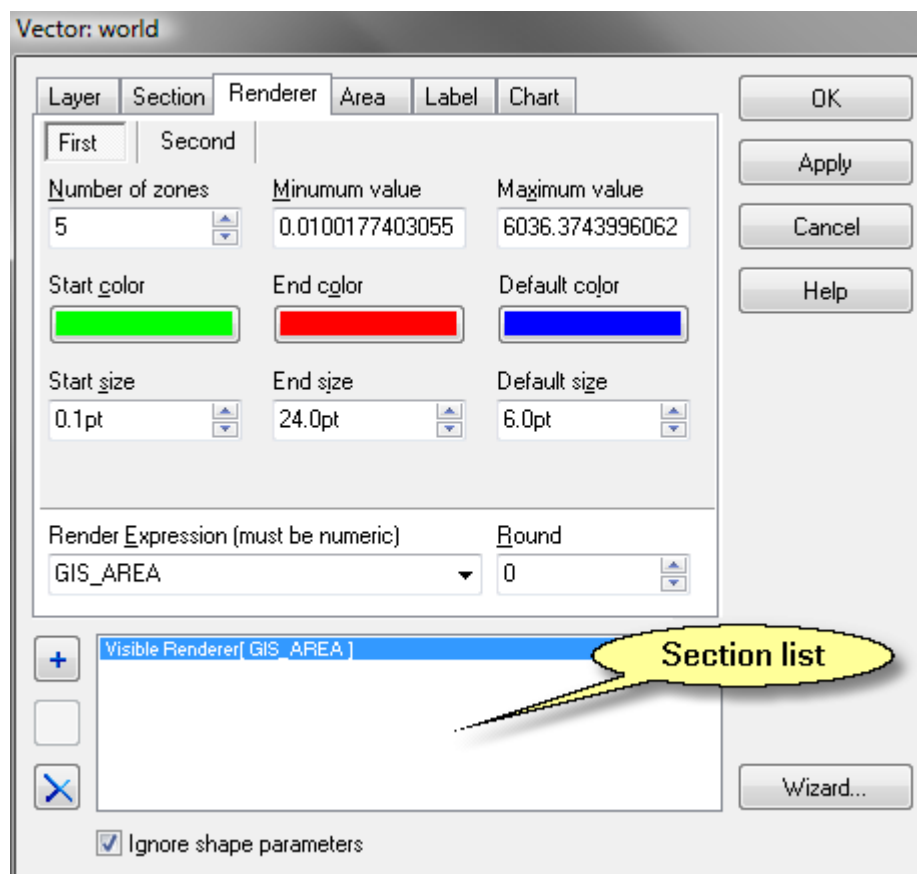 Vector: world
Layer Section Renderer Area Label Chart
OK
First Second
Apply
Number of zones Minumum value Maximum value
5 0.0100177403055 6036.3743996062
Cancel
Start color End color Default color
Help
Start size End size Default size
0.1pt 24.0pt 6.0pt
Render Expression (must be numeric) Round
GIS_AREA 0
Visible Renderer[ GIS_AREA ]
Section list
Wizard...
Ignore shape parameters